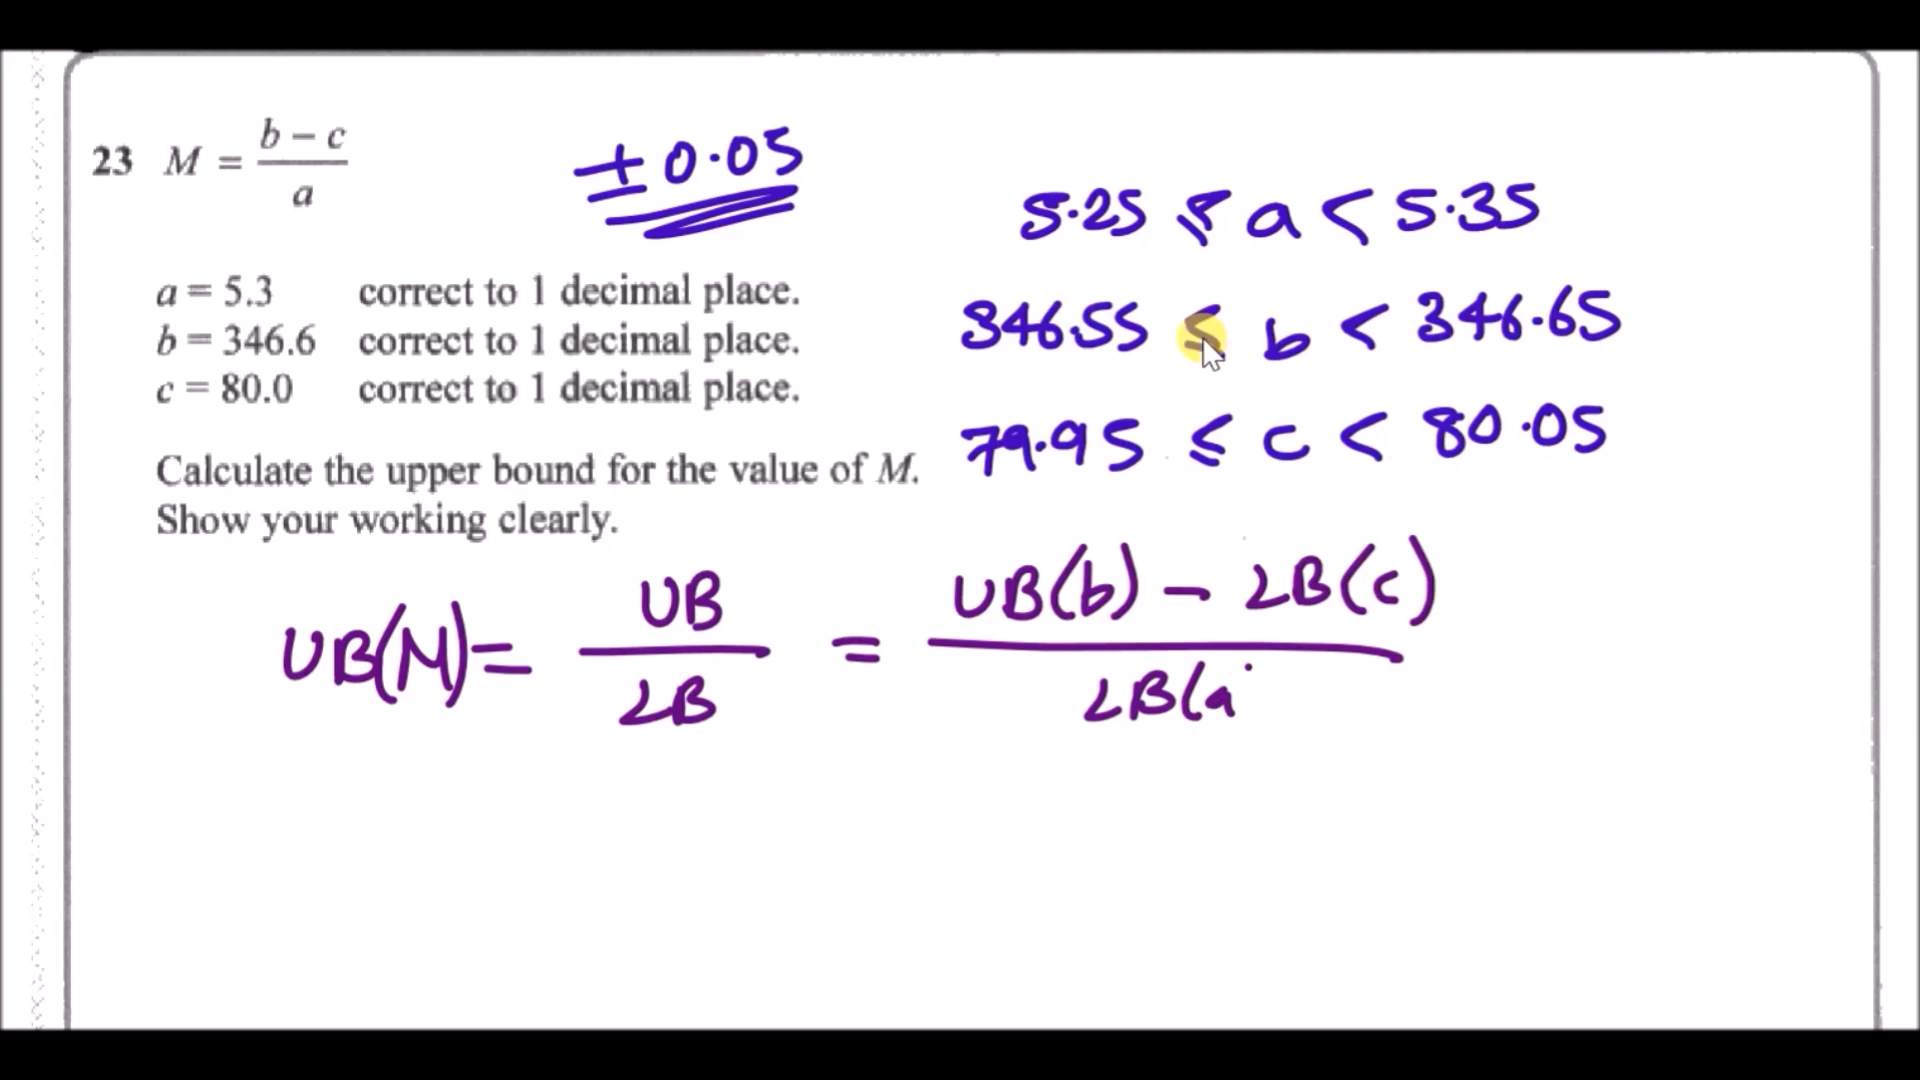 23 M = (b − c)/a
± 0.05
5.25 ≤ a < 5.35
a = 5.3 correct to 1 decimal place.
346.55 ≤ b < 346.65
b = 346.6 correct to 1 decimal place.
c = 80.0 correct to 1 decimal place.
79.95 ≤ c < 80.05
Calculate the upper bound for the value of M.
Show your working clearly.
UB(M) = UB/LB = (UB(b) − LB(c))/LB(a